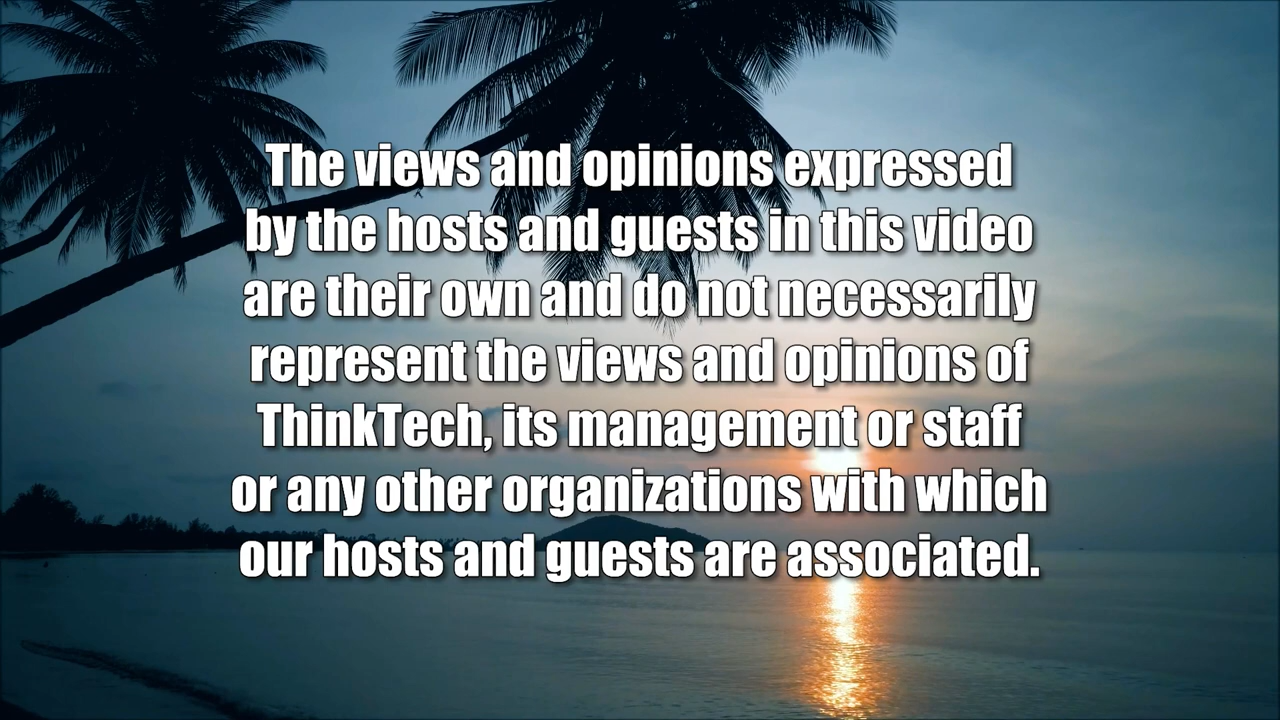 The views and opinions expressed
by the hosts and guests in this video
are their own and do not necessarily
represent the views and opinions of
ThinkTech, its management or staff
or any other organizations with which
our hosts and guests are associated.